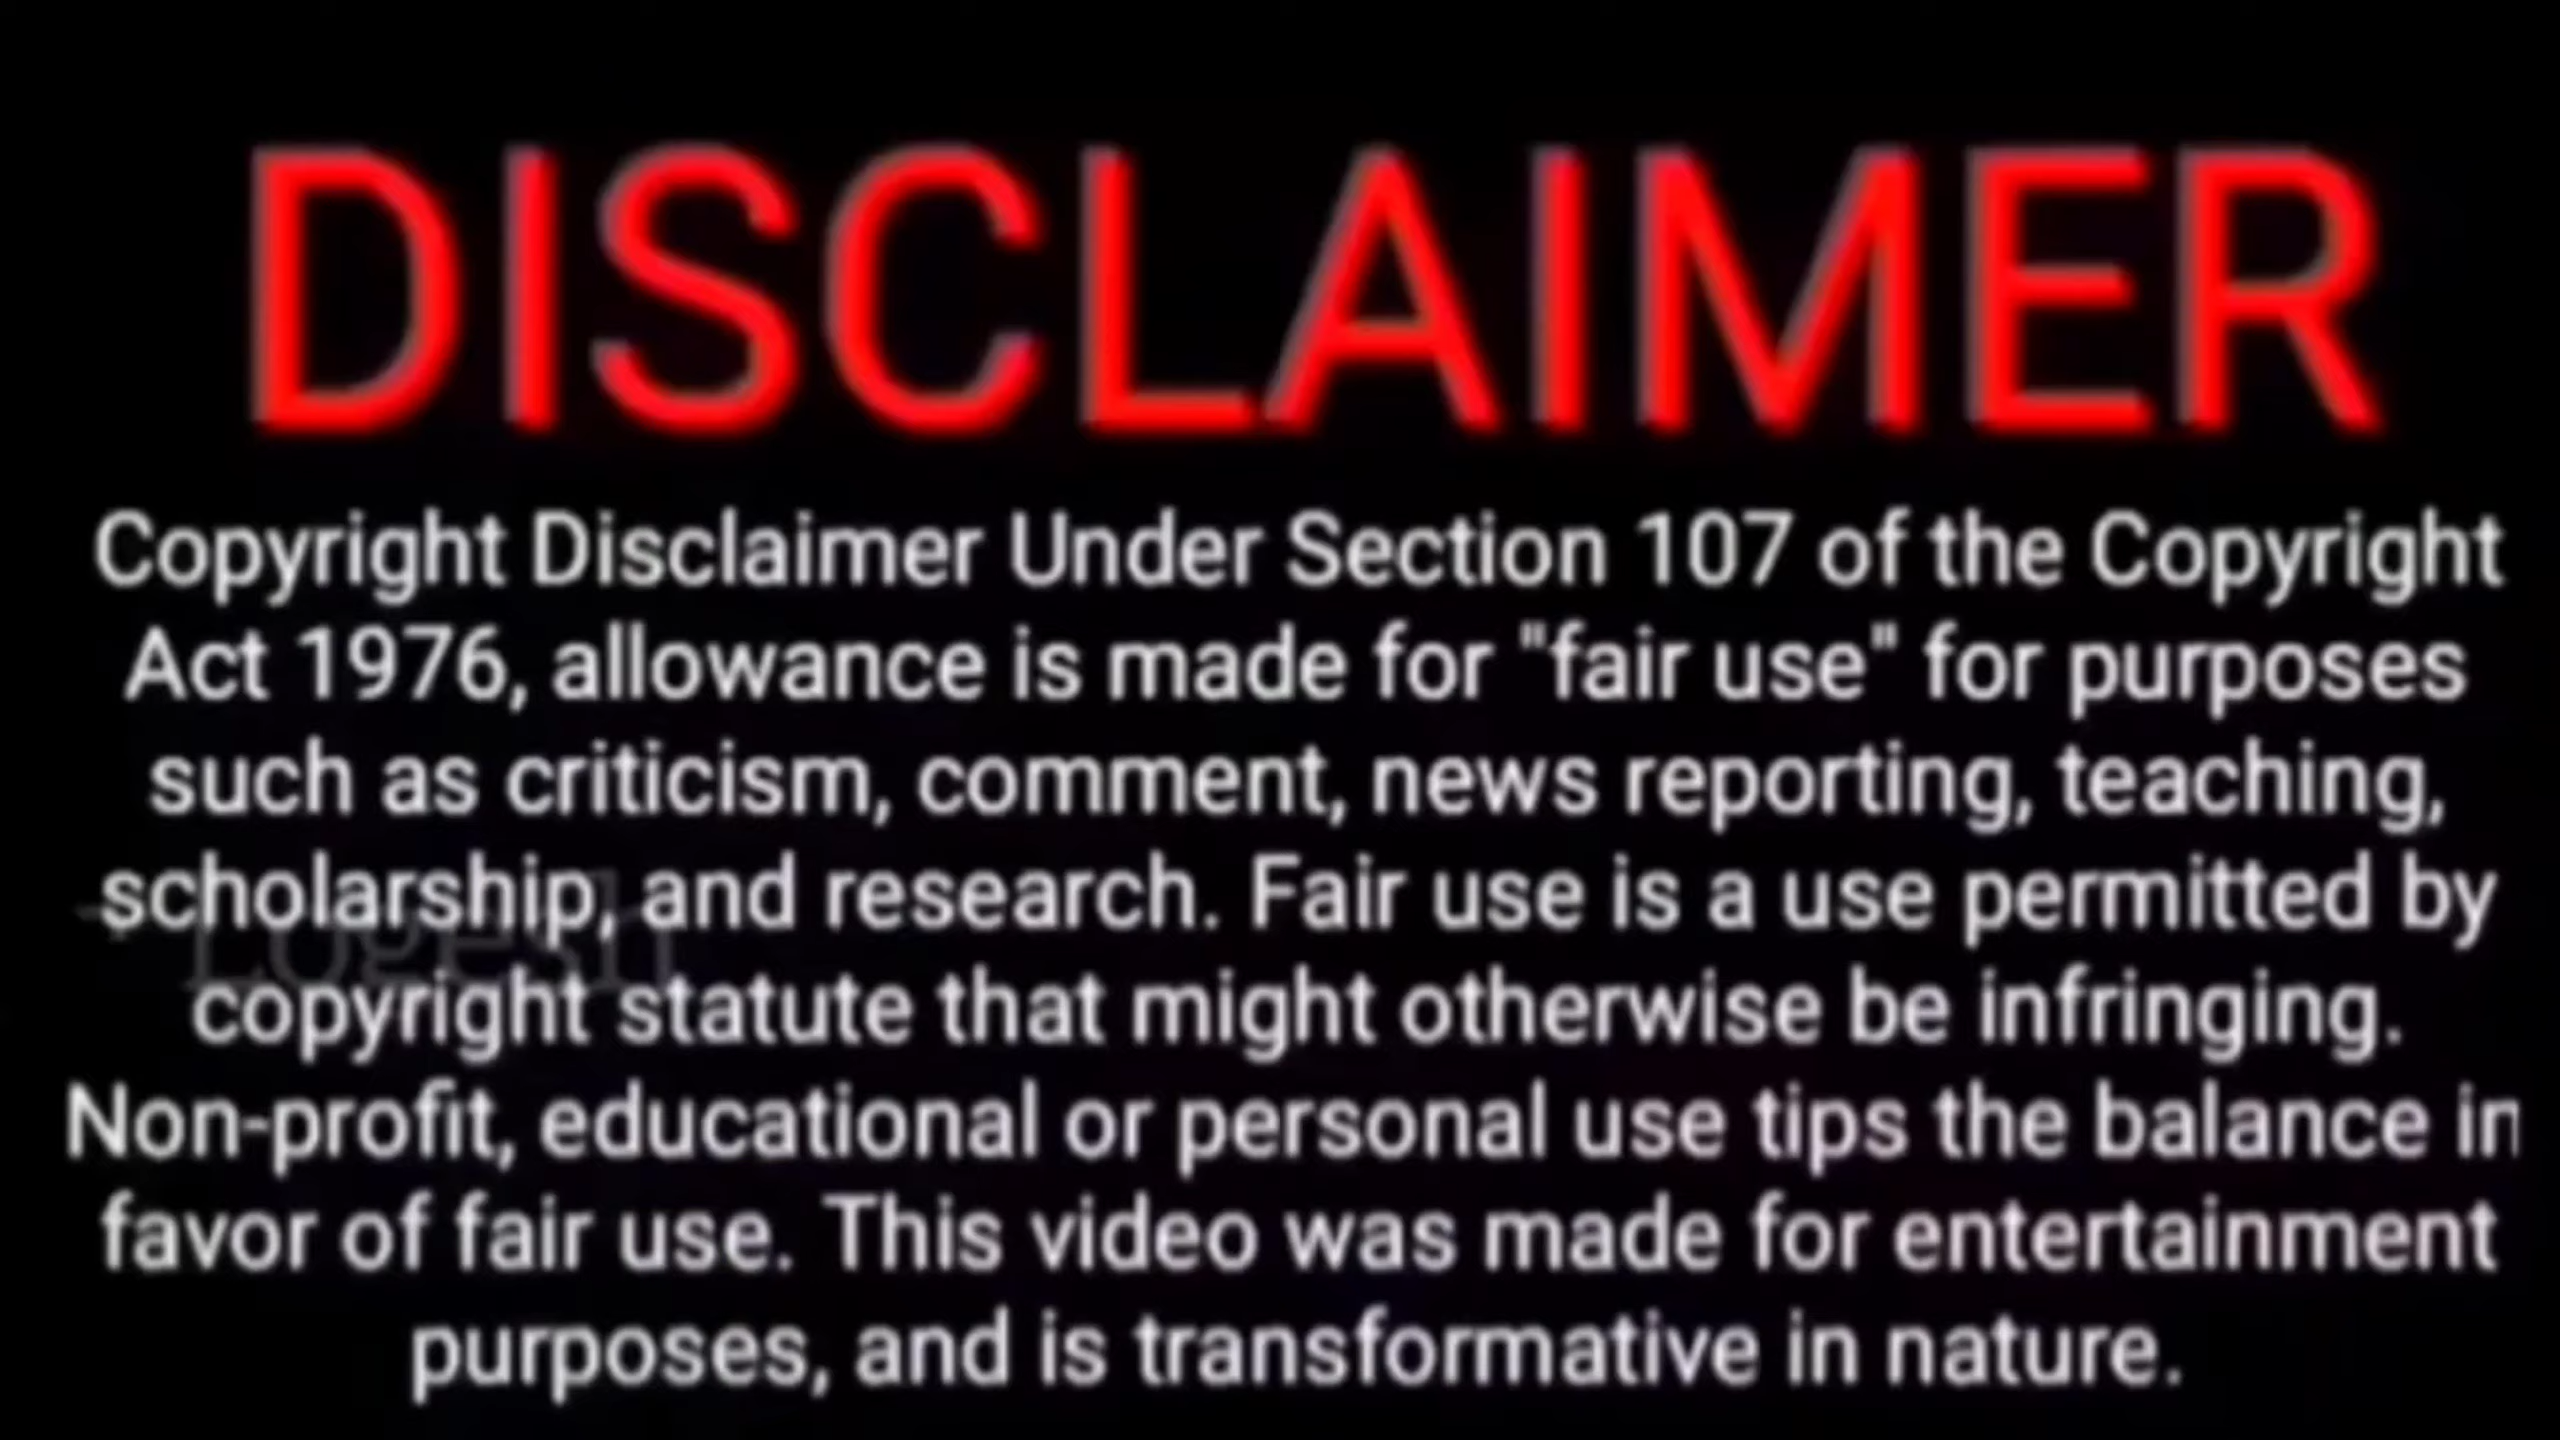 DISCLAIMER
Copyright Disclaimer Under Section 107 of the Copyright
Act 1976, allowance is made for "fair use" for purposes
such as criticism, comment, news reporting, teaching,
scholarship, and research. Fair use is a use permitted by
copyright statute that might otherwise be infringing.
Non-profit, educational or personal use tips the balance in
favor of fair use. This video was made for entertainment
purposes, and is transformative in nature.
Logesh